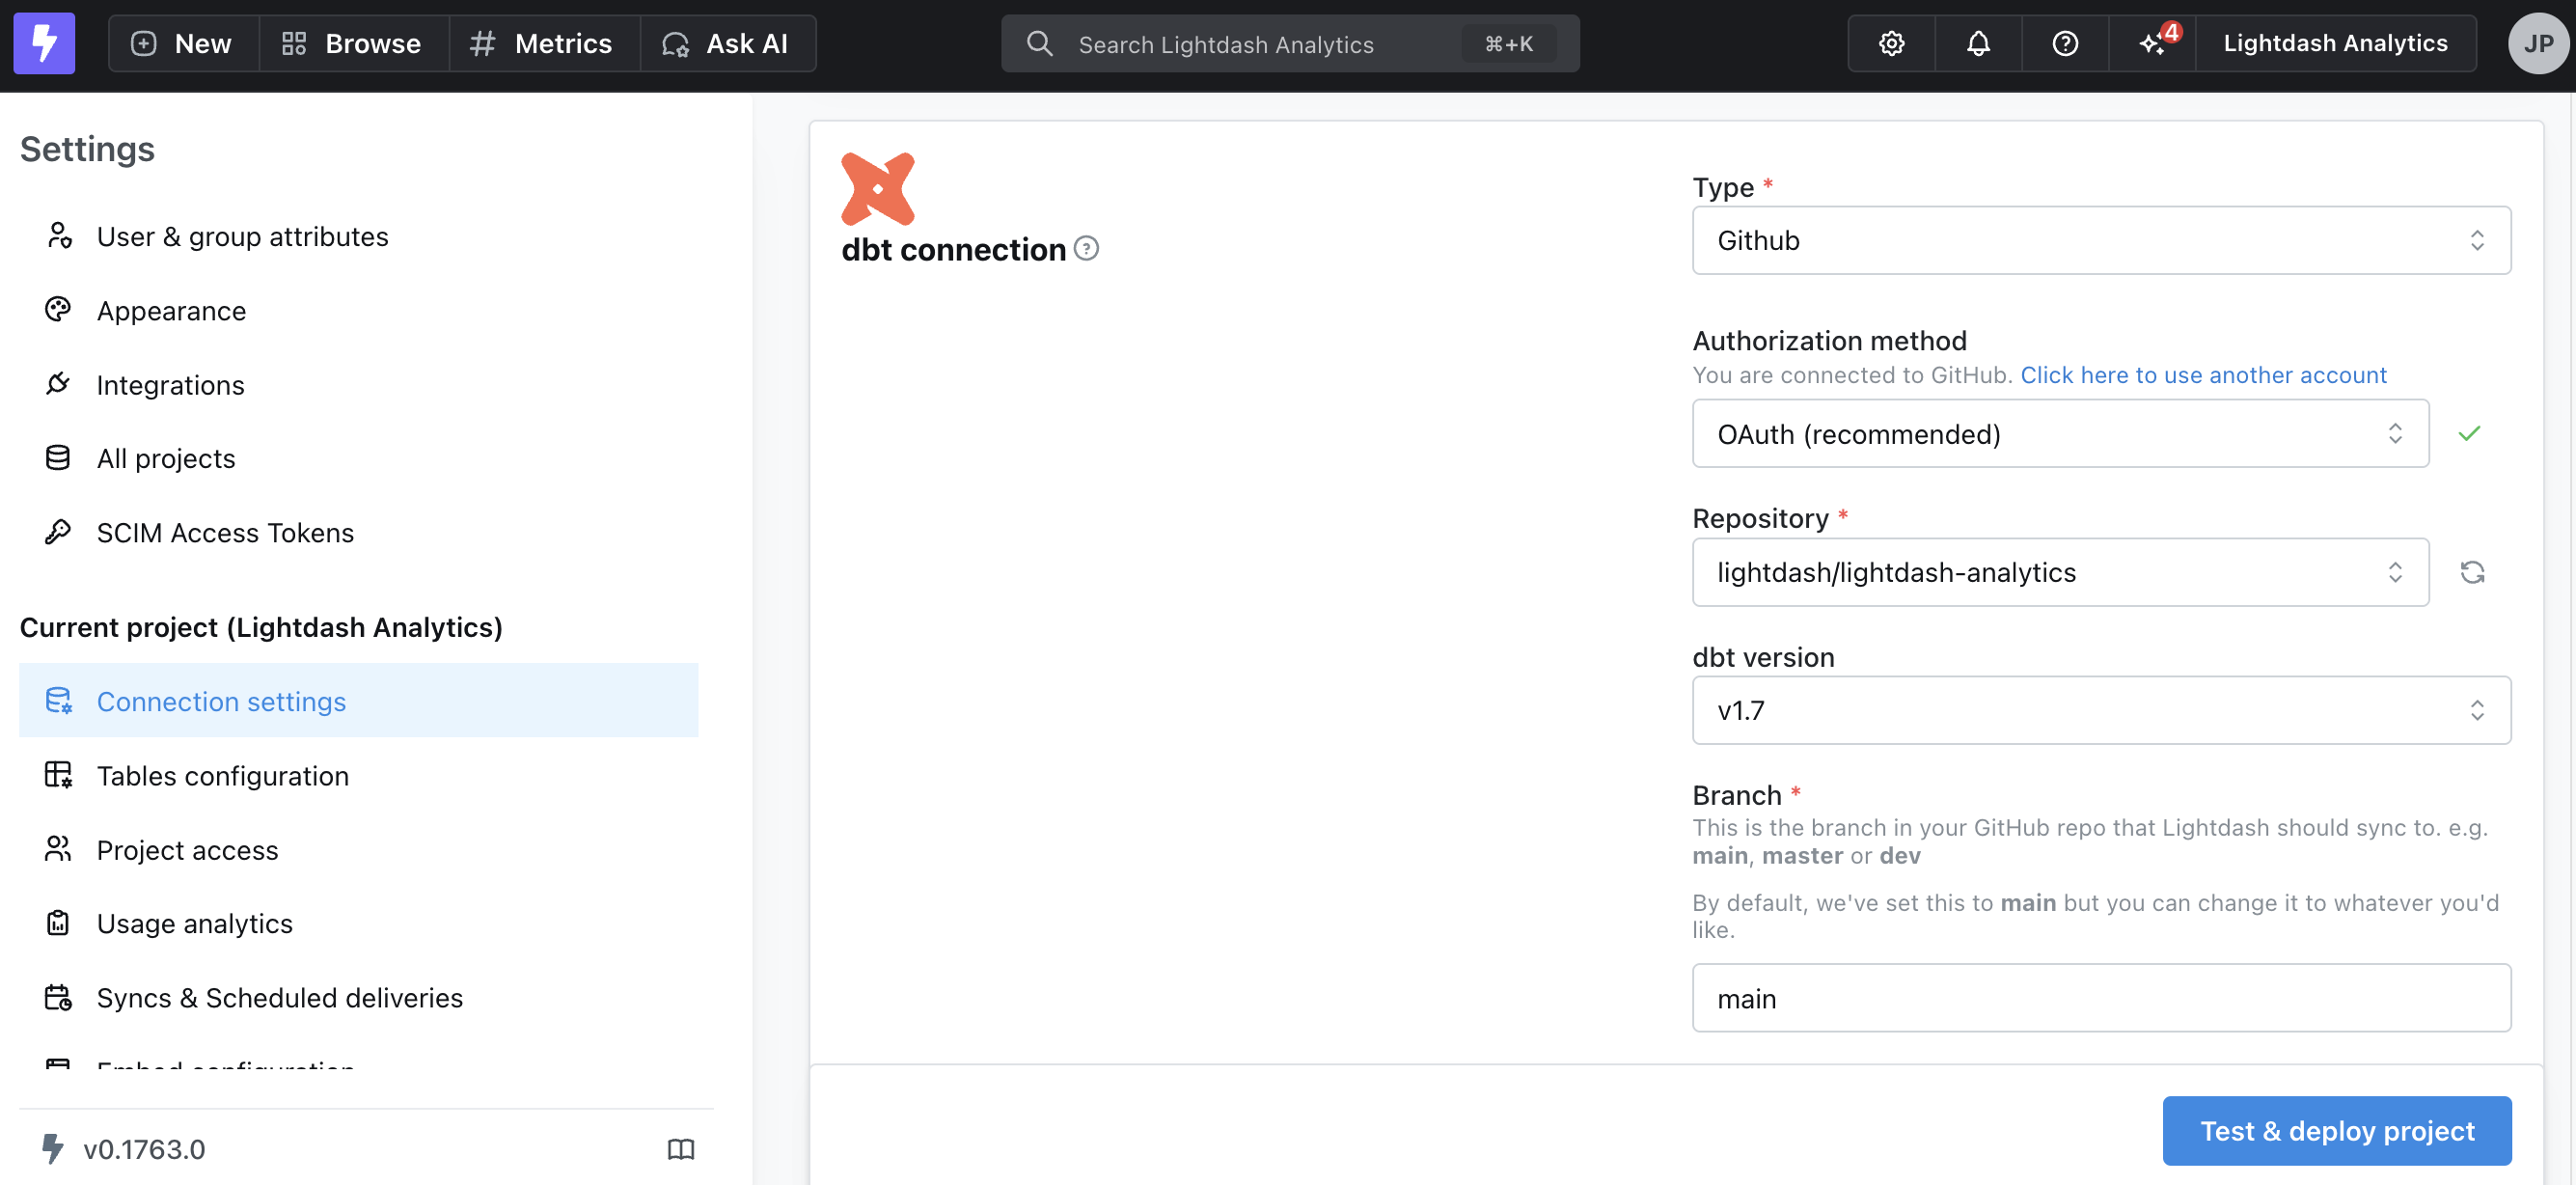 New
Browse
Metrics
Ask AI
Search Lightdash Analytics
⌘+K
4
Lightdash Analytics
JP
Settings
User & group attributes
Appearance
Integrations
All projects
SCIM Access Tokens
Current project (Lightdash Analytics)
Connection settings
Tables configuration
Project access
Usage analytics
Syncs & Scheduled deliveries
Embed configuration
v0.1763.0
dbt connection
Type *
Github
Authorization method
You are connected to GitHub. Click here to use another account
OAuth (recommended)
Repository *
lightdash/lightdash-analytics
dbt version
v1.7
Branch *
This is the branch in your GitHub repo that Lightdash should sync to. e.g.
main, master or dev
By default, we've set this to main but you can change it to whatever you'd
like.
main
Test & deploy project